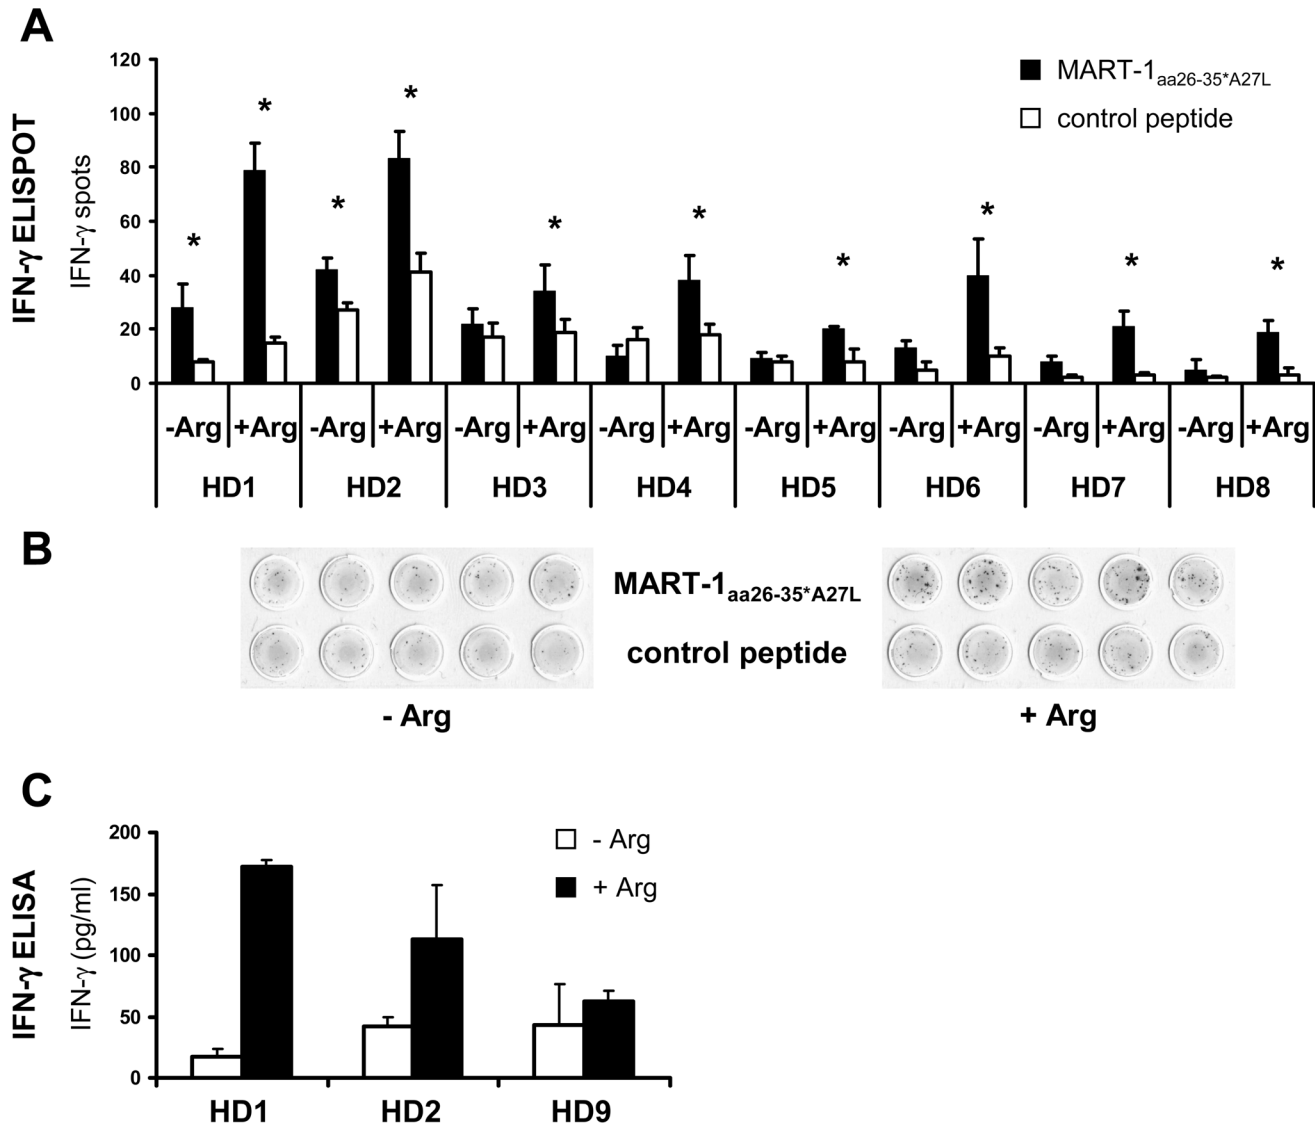 A
IFN-γ ELISPOT
IFN-γ spots
120
100
80
60
40
20
0
MART-1aa26-35*A27L
control peptide
* * * * * * * * * *
-Arg +Arg -Arg +Arg -Arg +Arg -Arg +Arg -Arg +Arg -Arg +Arg -Arg +Arg -Arg +Arg
HD1 HD2 HD3 HD4 HD5 HD6 HD7 HD8
B
MART-1aa26-35*A27L
control peptide
- Arg + Arg
C
IFN-γ ELISA
IFN-γ (pg/ml)
200
150
100
50
0
- Arg
+ Arg
HD1 HD2 HD9